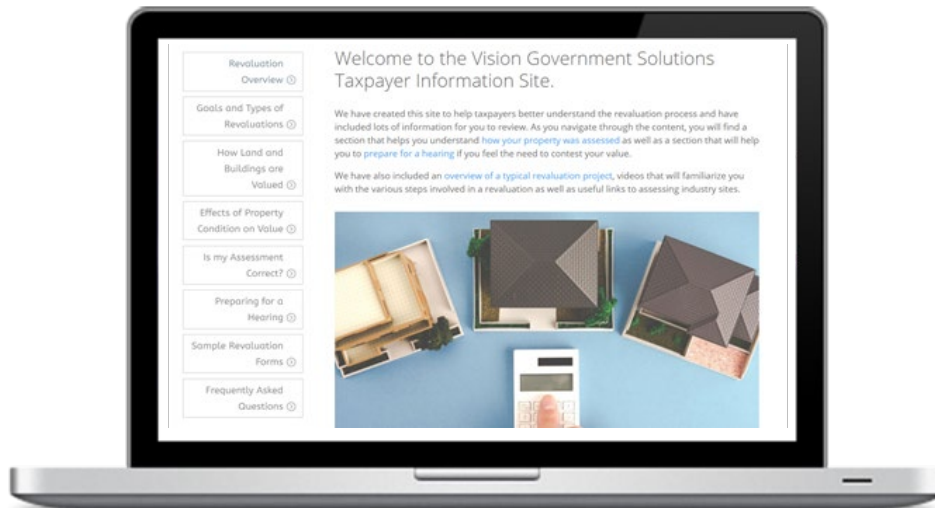 Revaluation
Overview
Goals and Types of
Revaluations
How Land and
Buildings are
Valued
Effects of Property
Condition on Value
Is my Assessment
Correct?
Preparing for a
Hearing
Sample Revaluation
Forms
Frequently Asked
Questions
Welcome to the Vision Government Solutions
Taxpayer Information Site.
We have created this site to help taxpayers better understand the revaluation process and have
included lots of information for you to review. As you navigate through the content, you will find a
section that helps you understand how your property was assessed as well as a section that will help
you to prepare for a hearing if you feel the need to contest your value.
We have also included an overview of a typical revaluation project, videos that will familiarize you
with the various steps involved in a revaluation as well as useful links to assessing industry sites.